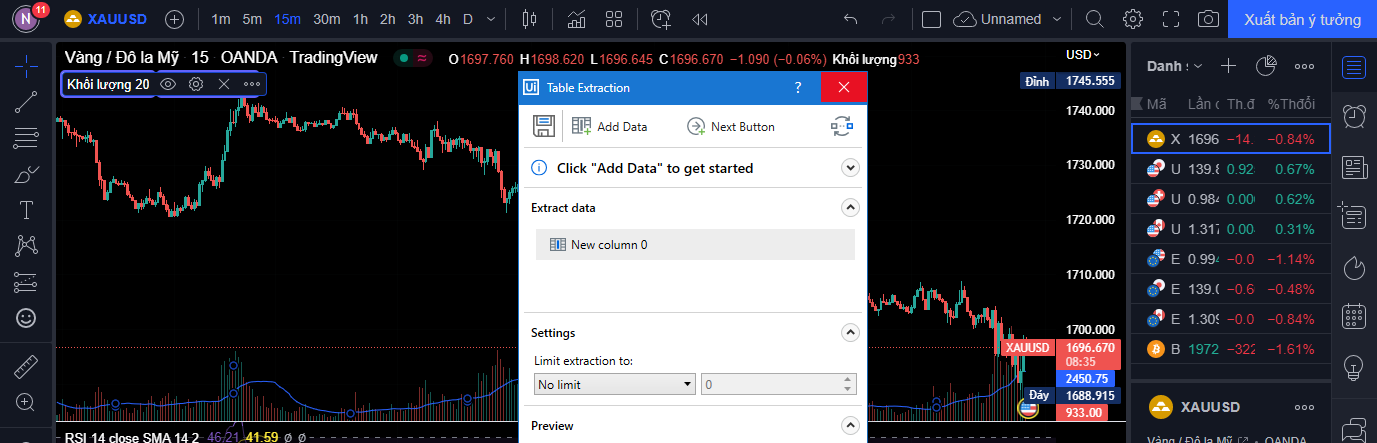 N 11 XAUUSD 1m 5m 15m 30m 1h 2h 3h 4h D Unnamed Xuất bản ý tưởng
Vàng / Đô la Mỹ · 15 · OANDA · TradingView O1697.760 H1698.620 L1696.645 C1696.670 −1.090 (−0.06%) Khối lượng933
Khối lượng 20
USD
Đỉnh 1745.555
1740.000
1730.000
1720.000
1710.000
1700.000
XAUUSD 1696.670
08:35
2450.75
Đáy 1688.915
933.00
RSI 14 close SMA 14 2 46.21 41.59 ø ø
Ui Table Extraction ?
Add Data Next Button
Click "Add Data" to get started
Extract data
New column 0
Settings
Limit extraction to:
No limit 0
Preview
Danh s
Mã Lần c Th.đ %Thđổi
X 1696 −14. −0.84%
U 139.8 0.92 0.67%
U 0.984 0.00 0.62%
U 1.317 0.00 0.31%
E 0.994 −0.0 −1.14%
E 139.0 −0.6 −0.48%
E 1.309 −0.0 −0.84%
B 1972 −322 −1.61%
XAUUSD
Vàng / Đô la Mỹ OANDA